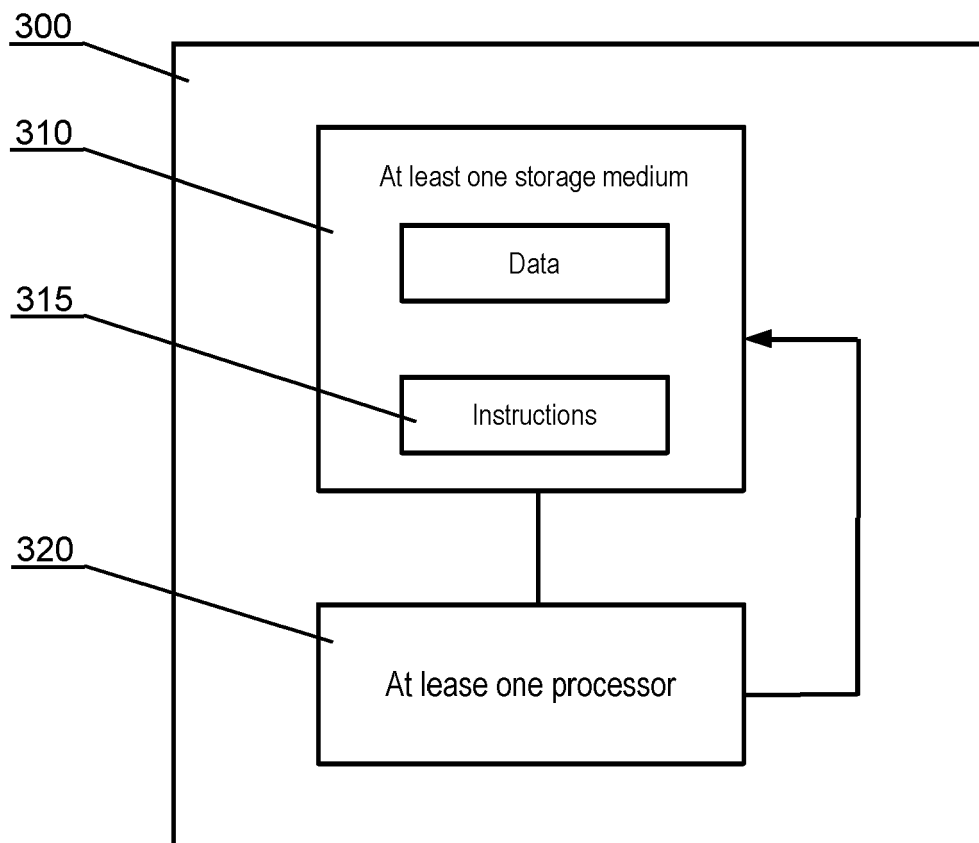 300
310
At least one storage medium
Data
315
Instructions
320
At lease one processor